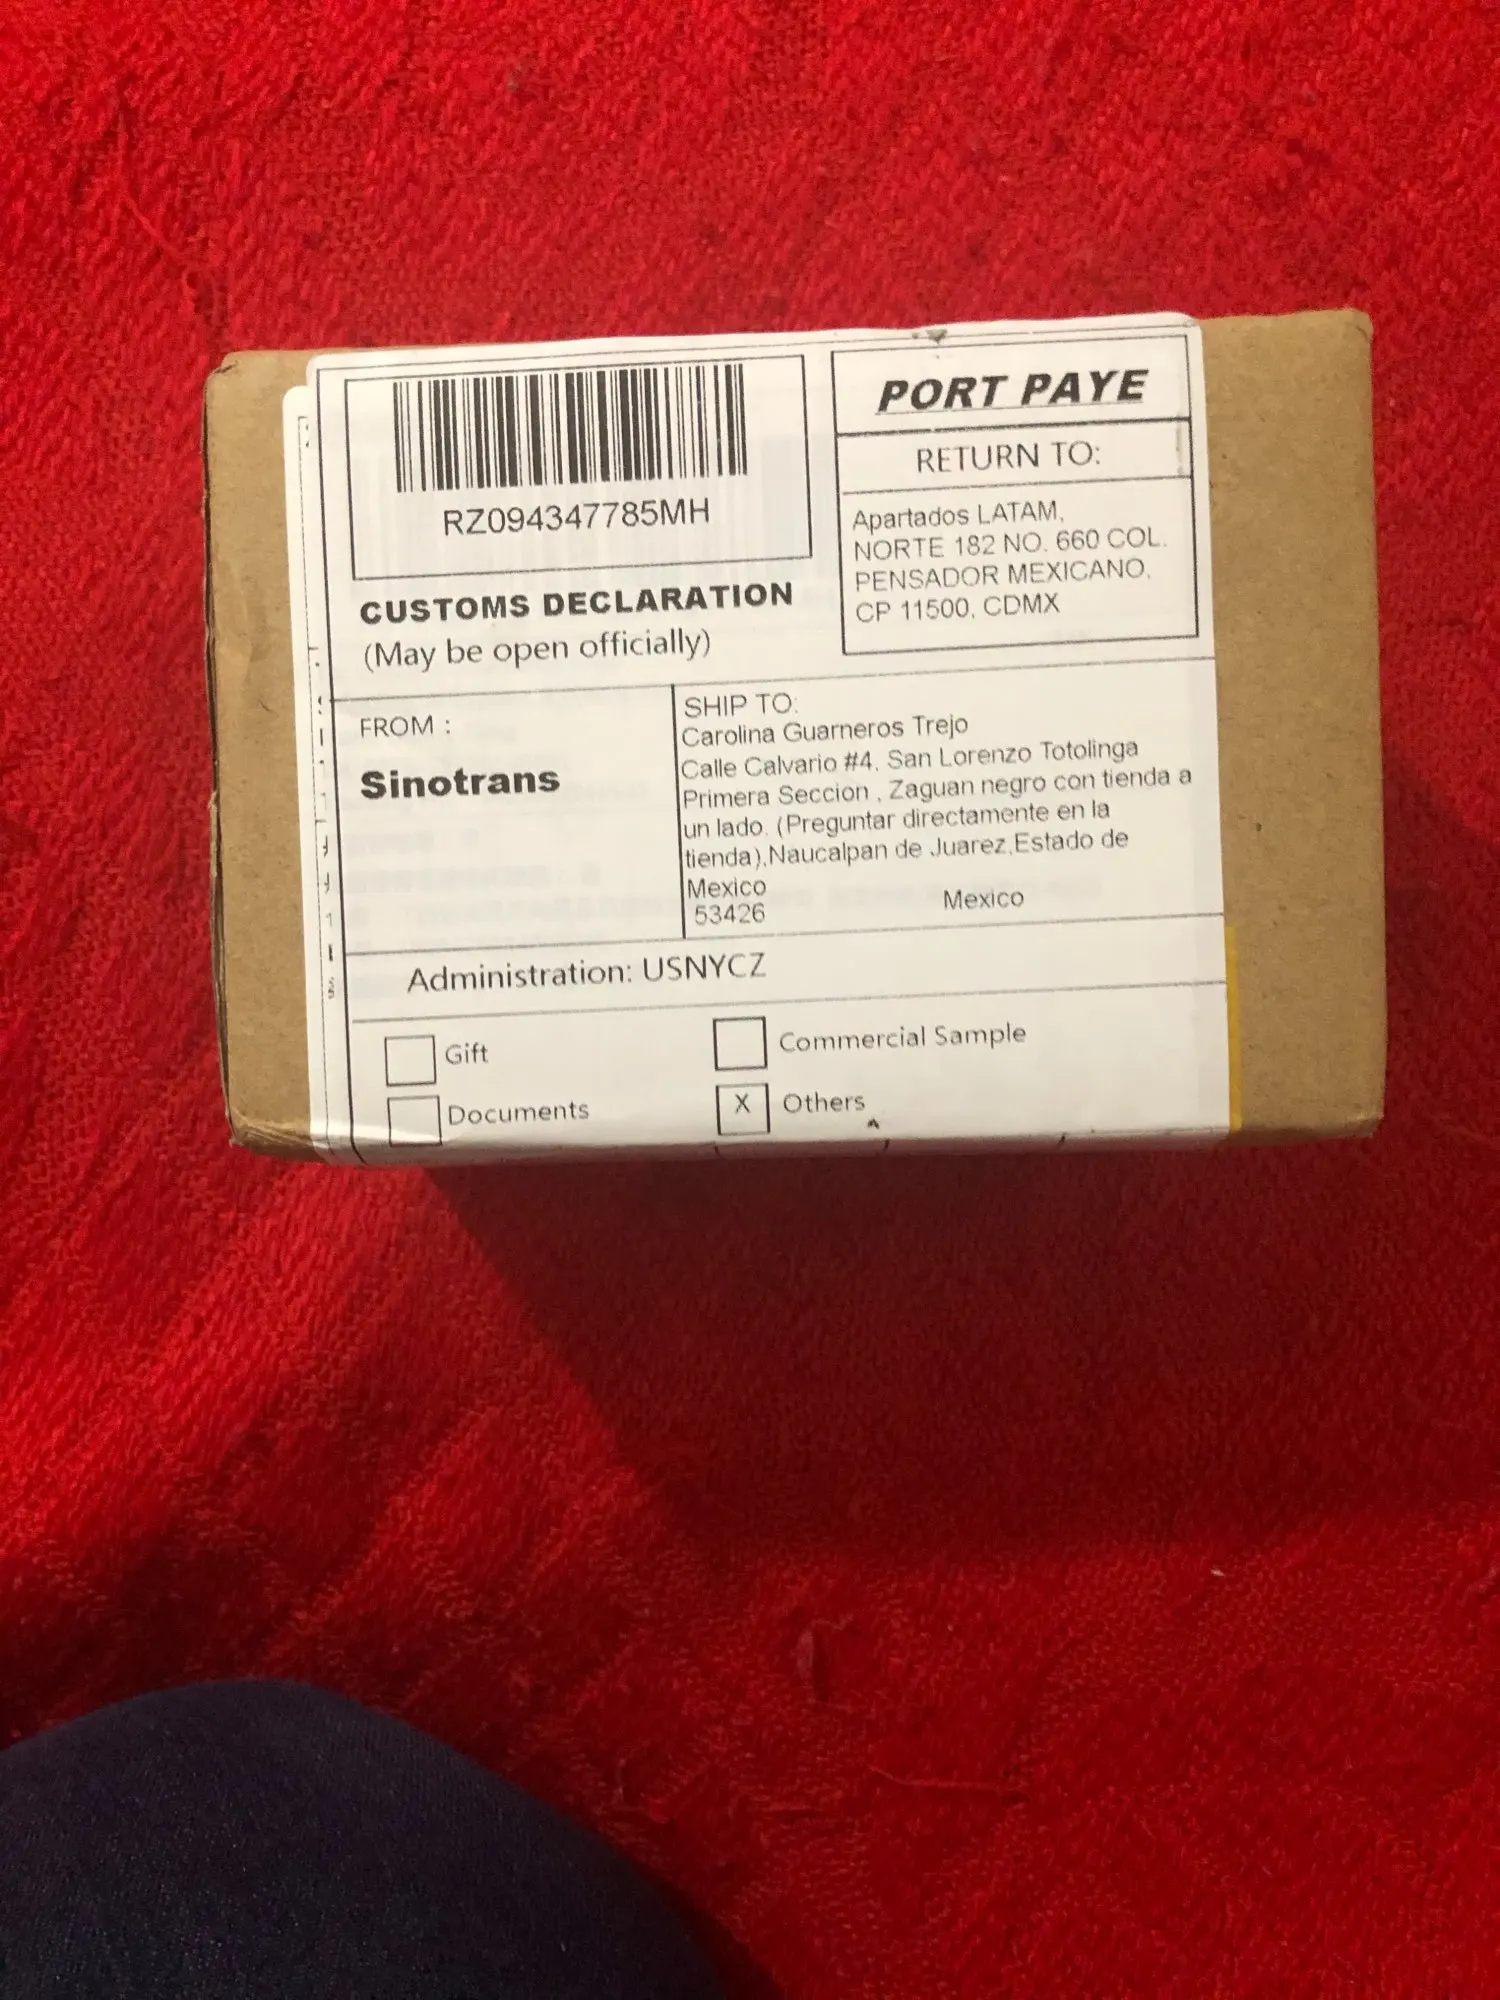 RZ094347785MH
CUSTOMS DECLARATION
(May be open officially)
PORT PAYE
RETURN TO:
Apartados LATAM,
NORTE 182 NO. 660 COL.
PENSADOR MEXICANO,
CP 11500, CDMX
FROM :
Sinotrans
SHIP TO:
Carolina Guarneros Trejo
Calle Calvario #4, San Lorenzo Totolinga
Primera Seccion , Zaguan negro con tienda a
un lado. (Preguntar directamente en la
tienda),Naucalpan de Juarez,Estado de
Mexico
53426 Mexico
Administration: USNYCZ
Gift
Commercial Sample
Documents
X Others